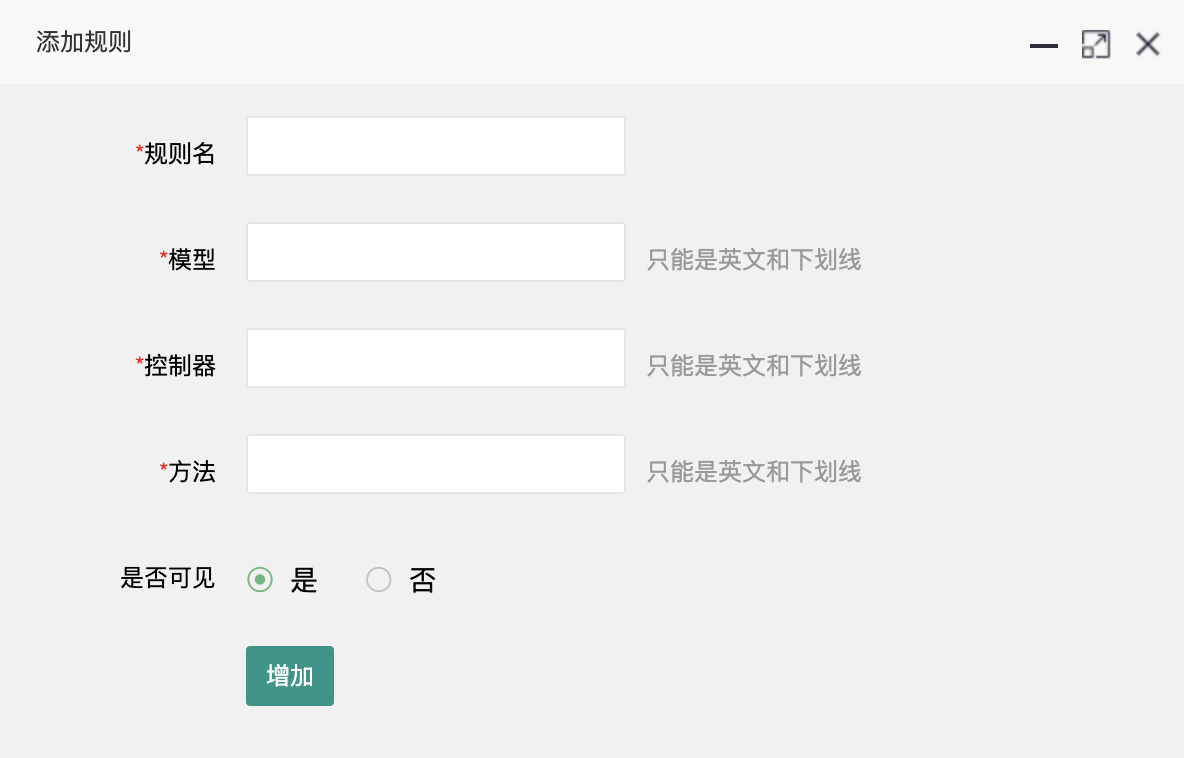 添加规则
*规则名
*模型 只能是英文和下划线
*控制器 只能是英文和下划线
*方法 只能是英文和下划线
是否可见 是 否
增加